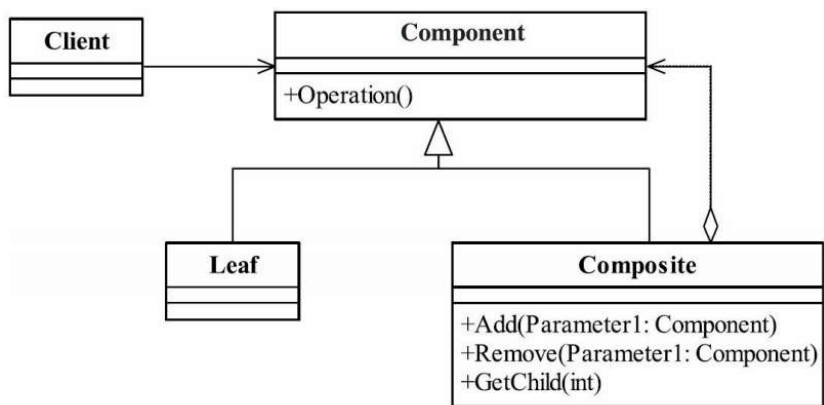 Client
Component
+Operation()
Leaf
Composite
+Add(Parameter1: Component)
+Remove(Parameter1: Component)
+GetChild(int)